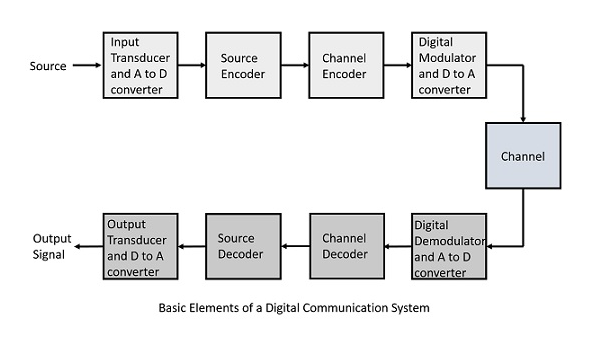 Source
Input
Transducer
and A to D
converter
Source
Encoder
Channel
Encoder
Digital
Modulator
and D to A
converter
Channel
Output
Signal
Output
Transducer
and D to A
converter
Source
Decoder
Channel
Decoder
Digital
Demodulator
and A to D
converter
Basic Elements of a Digital Communication System